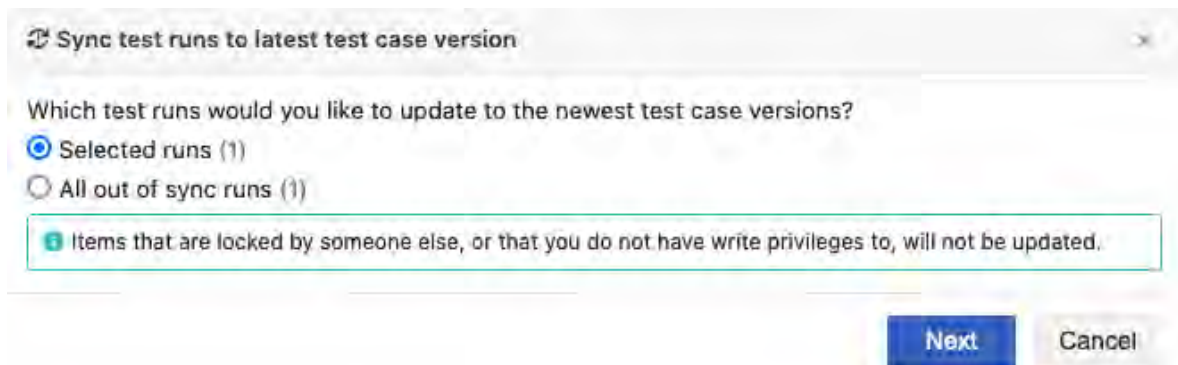 Sync test runs to latest test case version
Which test runs would you like to update to the newest test case versions?
Selected runs (1)
All out of sync runs (1)
Items that are locked by someone else, or that you do not have write privileges to, will not be updated.
Next Cancel